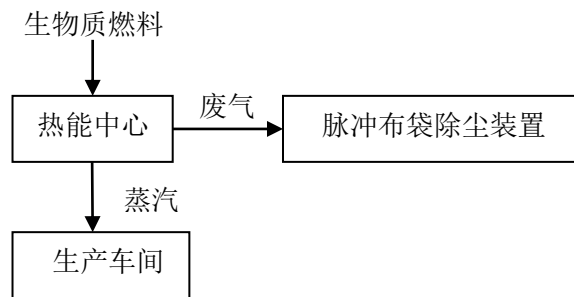 生物质燃料
热能中心
废气
脉冲布袋除尘装置
蒸汽
生产车间